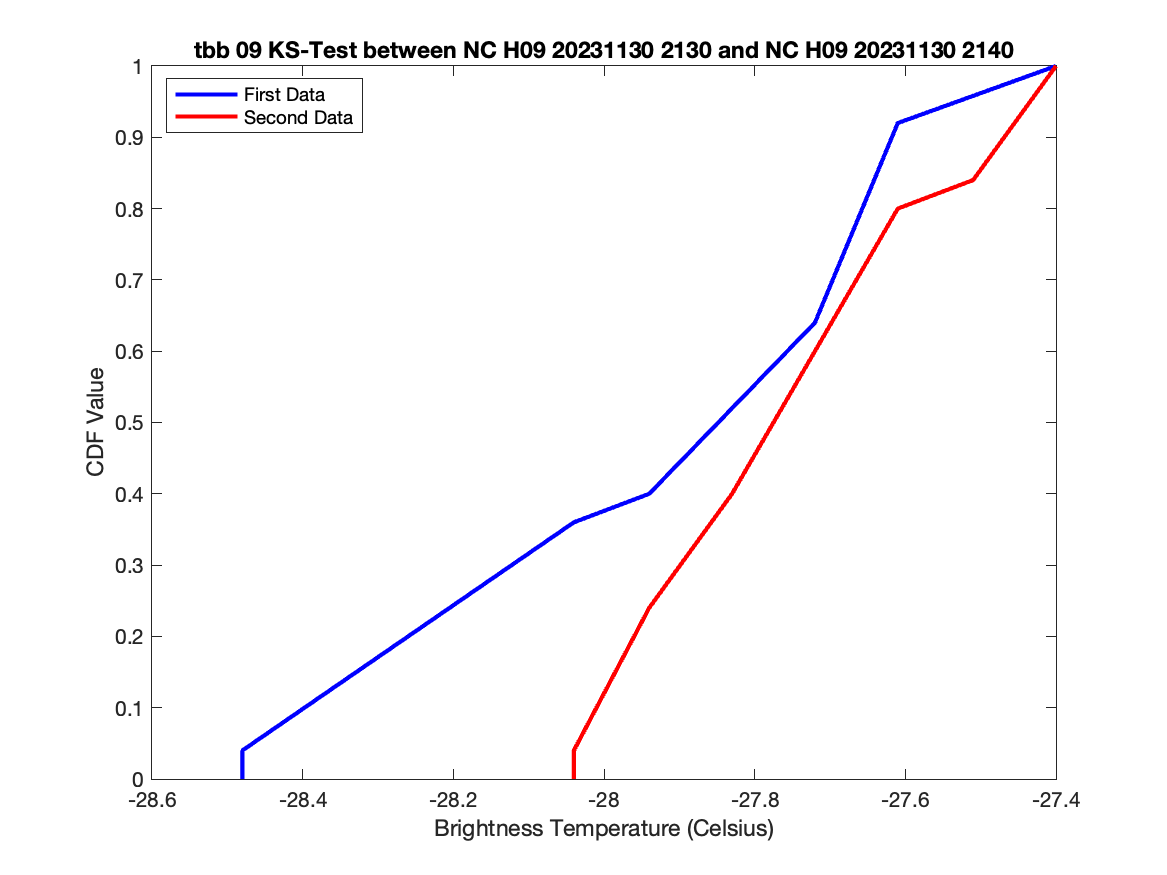 tbb 09 KS-Test between NC H09 20231130 2130 and NC H09 20231130 2140
First Data
Second Data
1
0.9
0.8
0.7
0.6
0.5
0.4
0.3
0.2
0.1
0
CDF Value
-28.6 -28.4 -28.2 -28 -27.8 -27.6 -27.4
Brightness Temperature (Celsius)